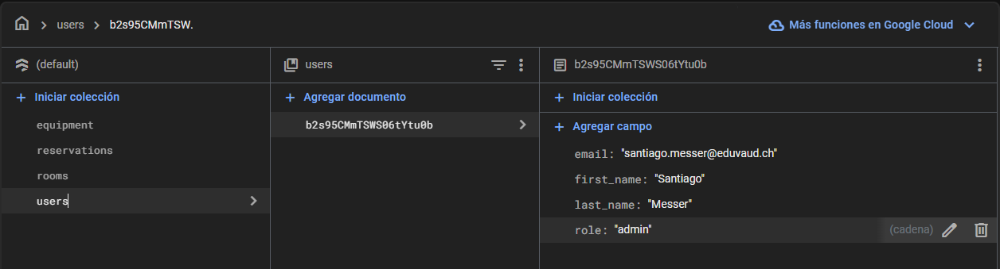 users b2s95CMmTSW.
Más funciones en Google Cloud
(default)
users
b2s95CMmTSWS06tYtu0b
Iniciar colección
Agregar documento
Iniciar colección
equipment
b2s95CMmTSWS06tYtu0b
Agregar campo
reservations
email: "santiago.messer@eduvaud.ch"
rooms
first_name: "Santiago"
users
last_name: "Messer"
role: "admin" (cadena)